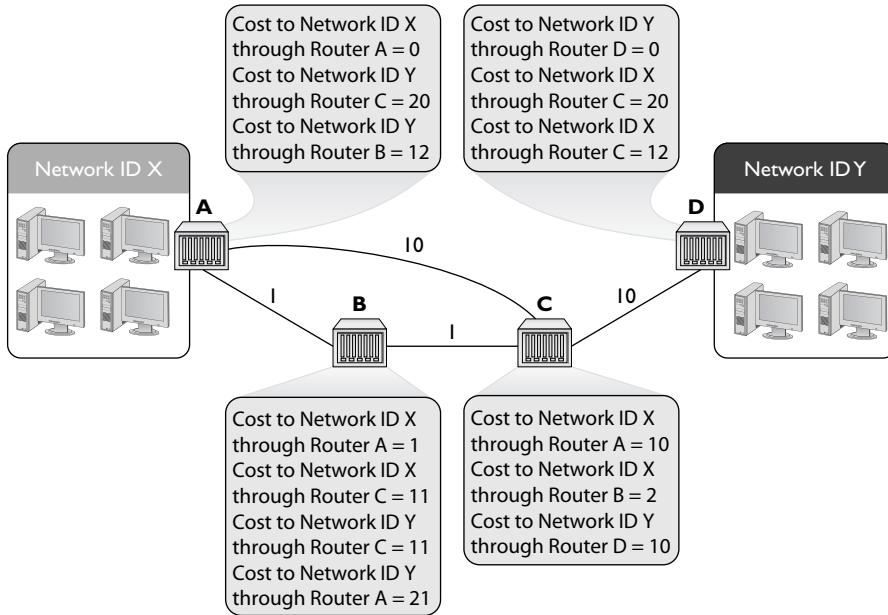 Cost to Network ID X
through Router A = 0
Cost to Network ID Y
through Router C = 20
Cost to Network ID Y
through Router B = 12
Cost to Network ID Y
through Router D = 0
Cost to Network ID X
through Router C = 20
Cost to Network ID X
through Router C = 12
Network ID X
Network ID Y
A
D
10
1
B
C
10
1
Cost to Network ID X
through Router A = 1
Cost to Network ID X
through Router C = 11
Cost to Network ID Y
through Router C = 11
Cost to Network ID Y
through Router A = 21
Cost to Network ID X
through Router A = 10
Cost to Network ID X
through Router B = 2
Cost to Network ID Y
through Router D = 10